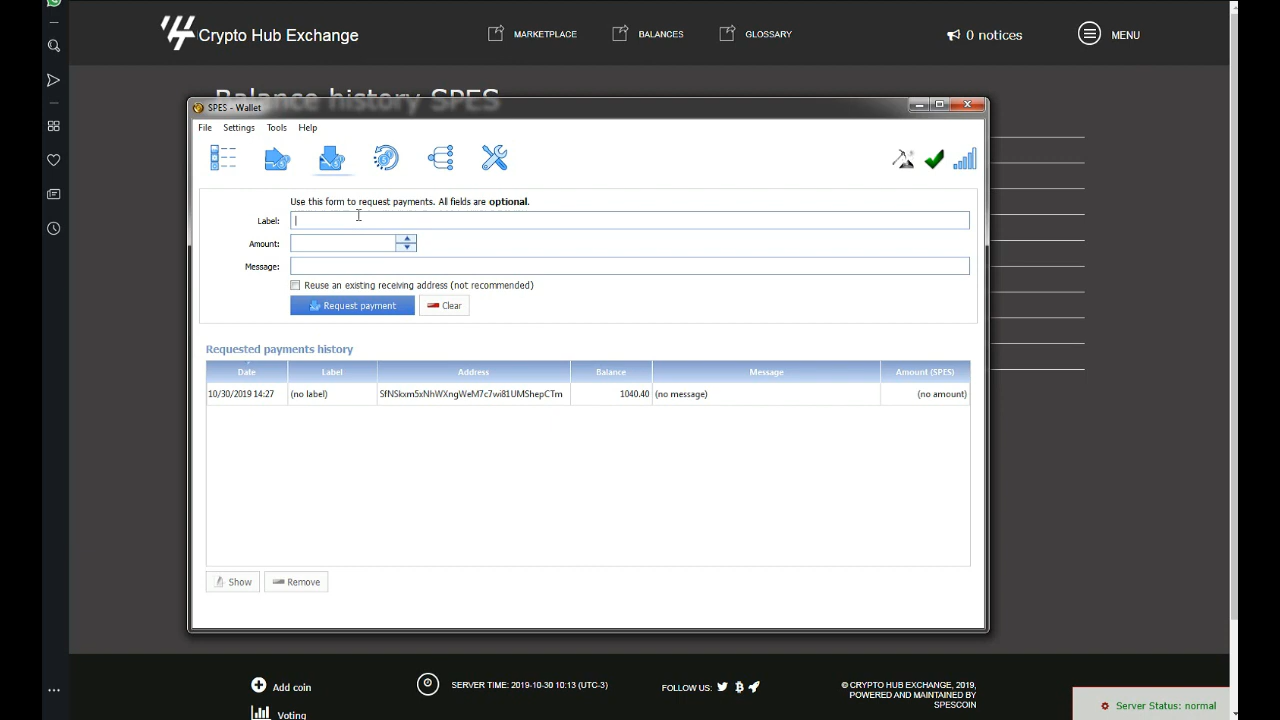 Crypto Hub Exchange
MARKETPLACE
BALANCES
GLOSSARY
0 notices
MENU
Balance history SPES
SPES - Wallet
File Settings Tools Help
Use this form to request payments. All fields are optional.
Label:
Amount:
Message:
Reuse an existing receiving address (not recommended)
Request payment
Clear
Requested payments history
Date Label Address Balance Message Amount (SPES)
10/30/2019 14:27 (no label) SfNSkxm5xNhWXngWeM7c7wi81UMShepCTm 1040.40 (no message) (no amount)
Show
Remove
Add coin
Voting
SERVER TIME: 2019-10-30 10:13 (UTC-3)
FOLLOW US:
© CRYPTO HUB EXCHANGE, 2019,
POWERED AND MAINTAINED BY
SPESCOIN
Server Status: normal